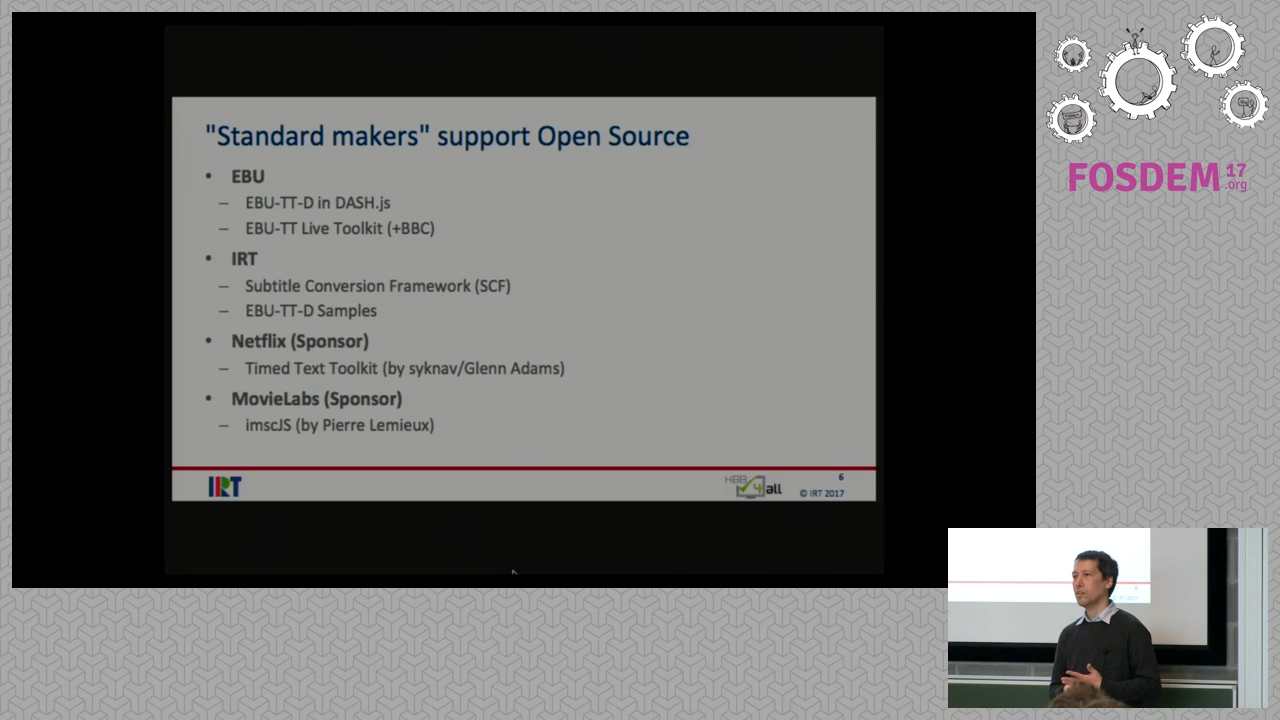 "Standard makers" support Open Source
• EBU
– EBU-TT-D in DASH.js
– EBU-TT Live Toolkit (+BBC)
• IRT
– Subtitle Conversion Framework (SCF)
– EBU-TT-D Samples
• Netflix (Sponsor)
– Timed Text Toolkit (by syknav/Glenn Adams)
• MovieLabs (Sponsor)
– imscJS (by Pierre Lemieux)
IRT
HBB4all
6
© IRT 2017
FOSDEM 17 .org